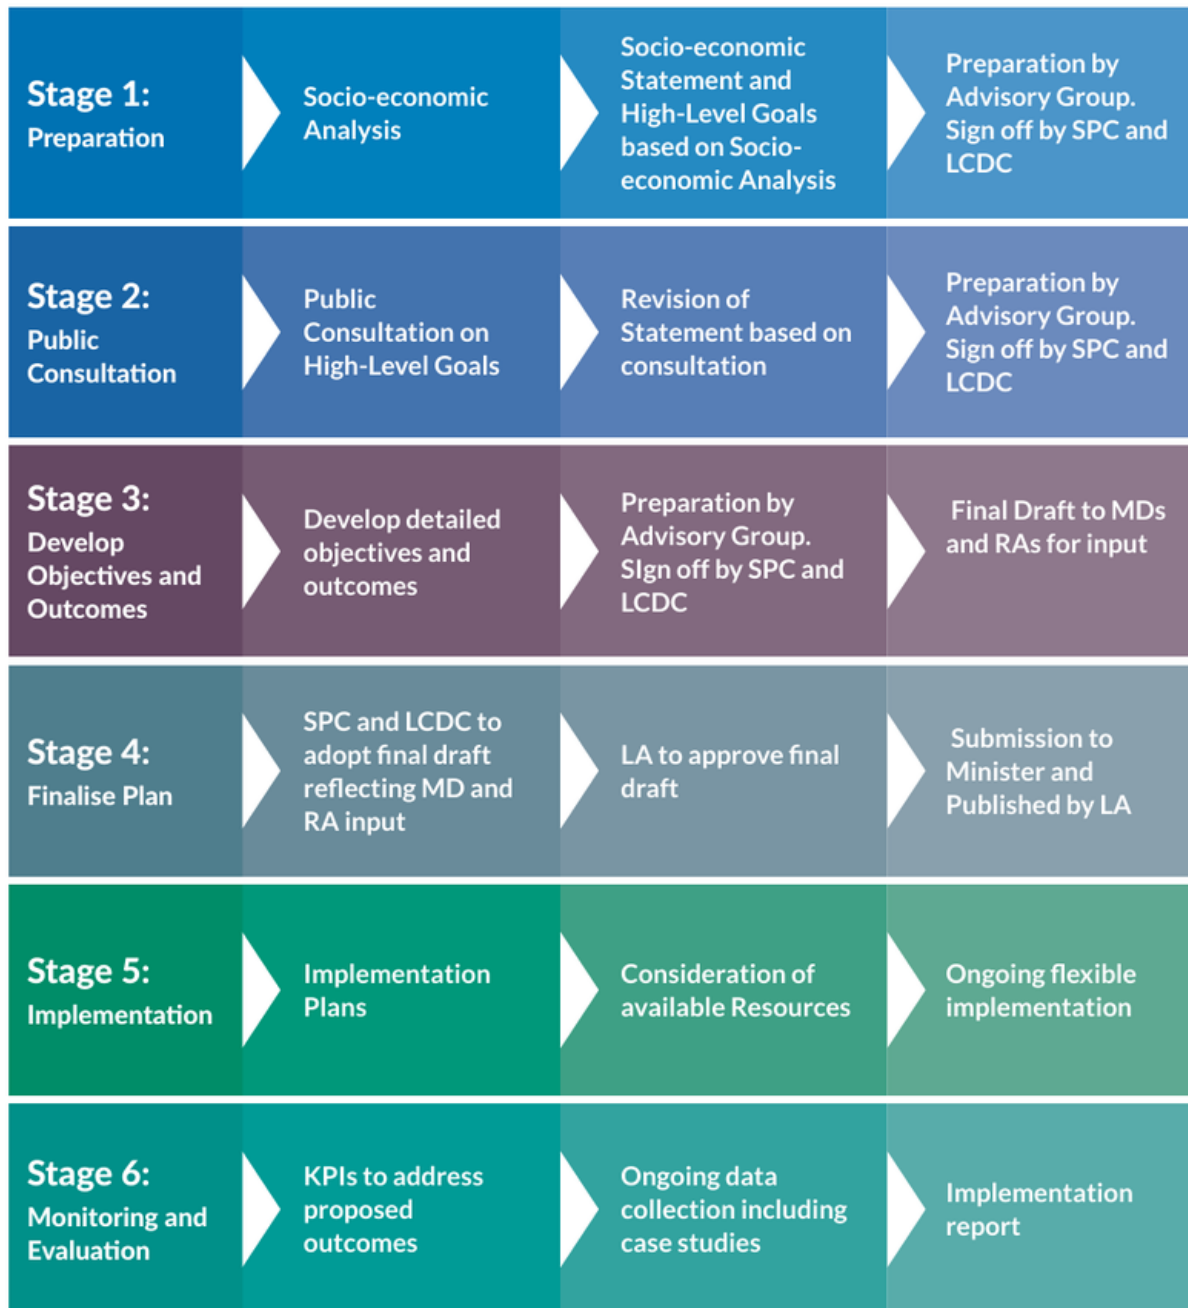 Stage 1:
Preparation
Socio-economic
Analysis
Socio-economic
Statement and
High-Level Goals
based on Socio-
economic Analysis
Preparation by
Advisory Group.
Sign off by SPC and
LCDC
Stage 2:
Public
Consultation
Public
Consultation on
High-Level Goals
Revision of
Statement based on
consultation
Preparation by
Advisory Group.
Sign off by SPC and
LCDC
Stage 3:
Develop
Objectives and
Outcomes
Develop detailed
objectives and
outcomes
Preparation by
Advisory Group.
SIgn off by SPC and
LCDC
Final Draft to MDs
and RAs for input
Stage 4:
Finalise Plan
SPC and LCDC to
adopt final draft
reflecting MD and
RA input
LA to approve final
draft
Submission to
Minister and
Published by LA
Stage 5:
Implementation
Implementation
Plans
Consideration of
available Resources
Ongoing flexible
implementation
Stage 6:
Monitoring and
Evaluation
KPIs to address
proposed
outcomes
Ongoing data
collection including
case studies
Implementation
report